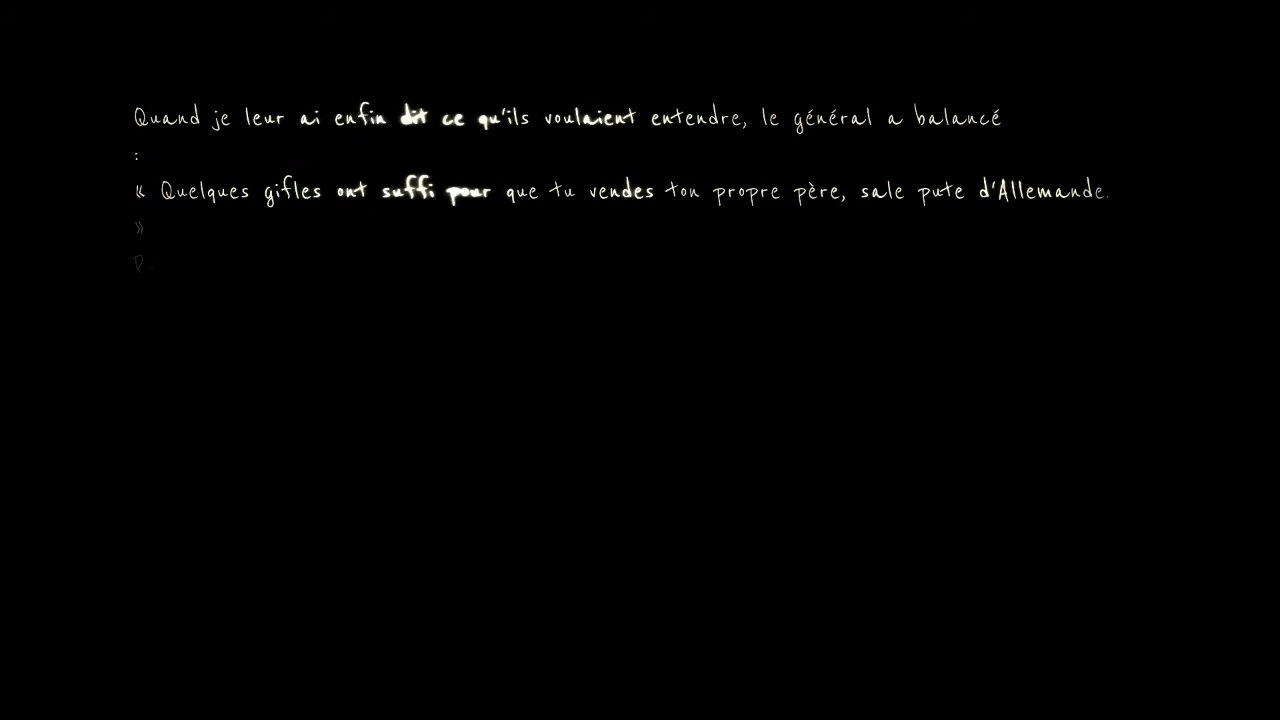 Quand je leur ai enfin dit ce qu'ils voulaient entendre, le général a balancé
:
« Quelques gifles ont suffi pour que tu vendes ton propre père, sale pute d'Allemande.
»
P